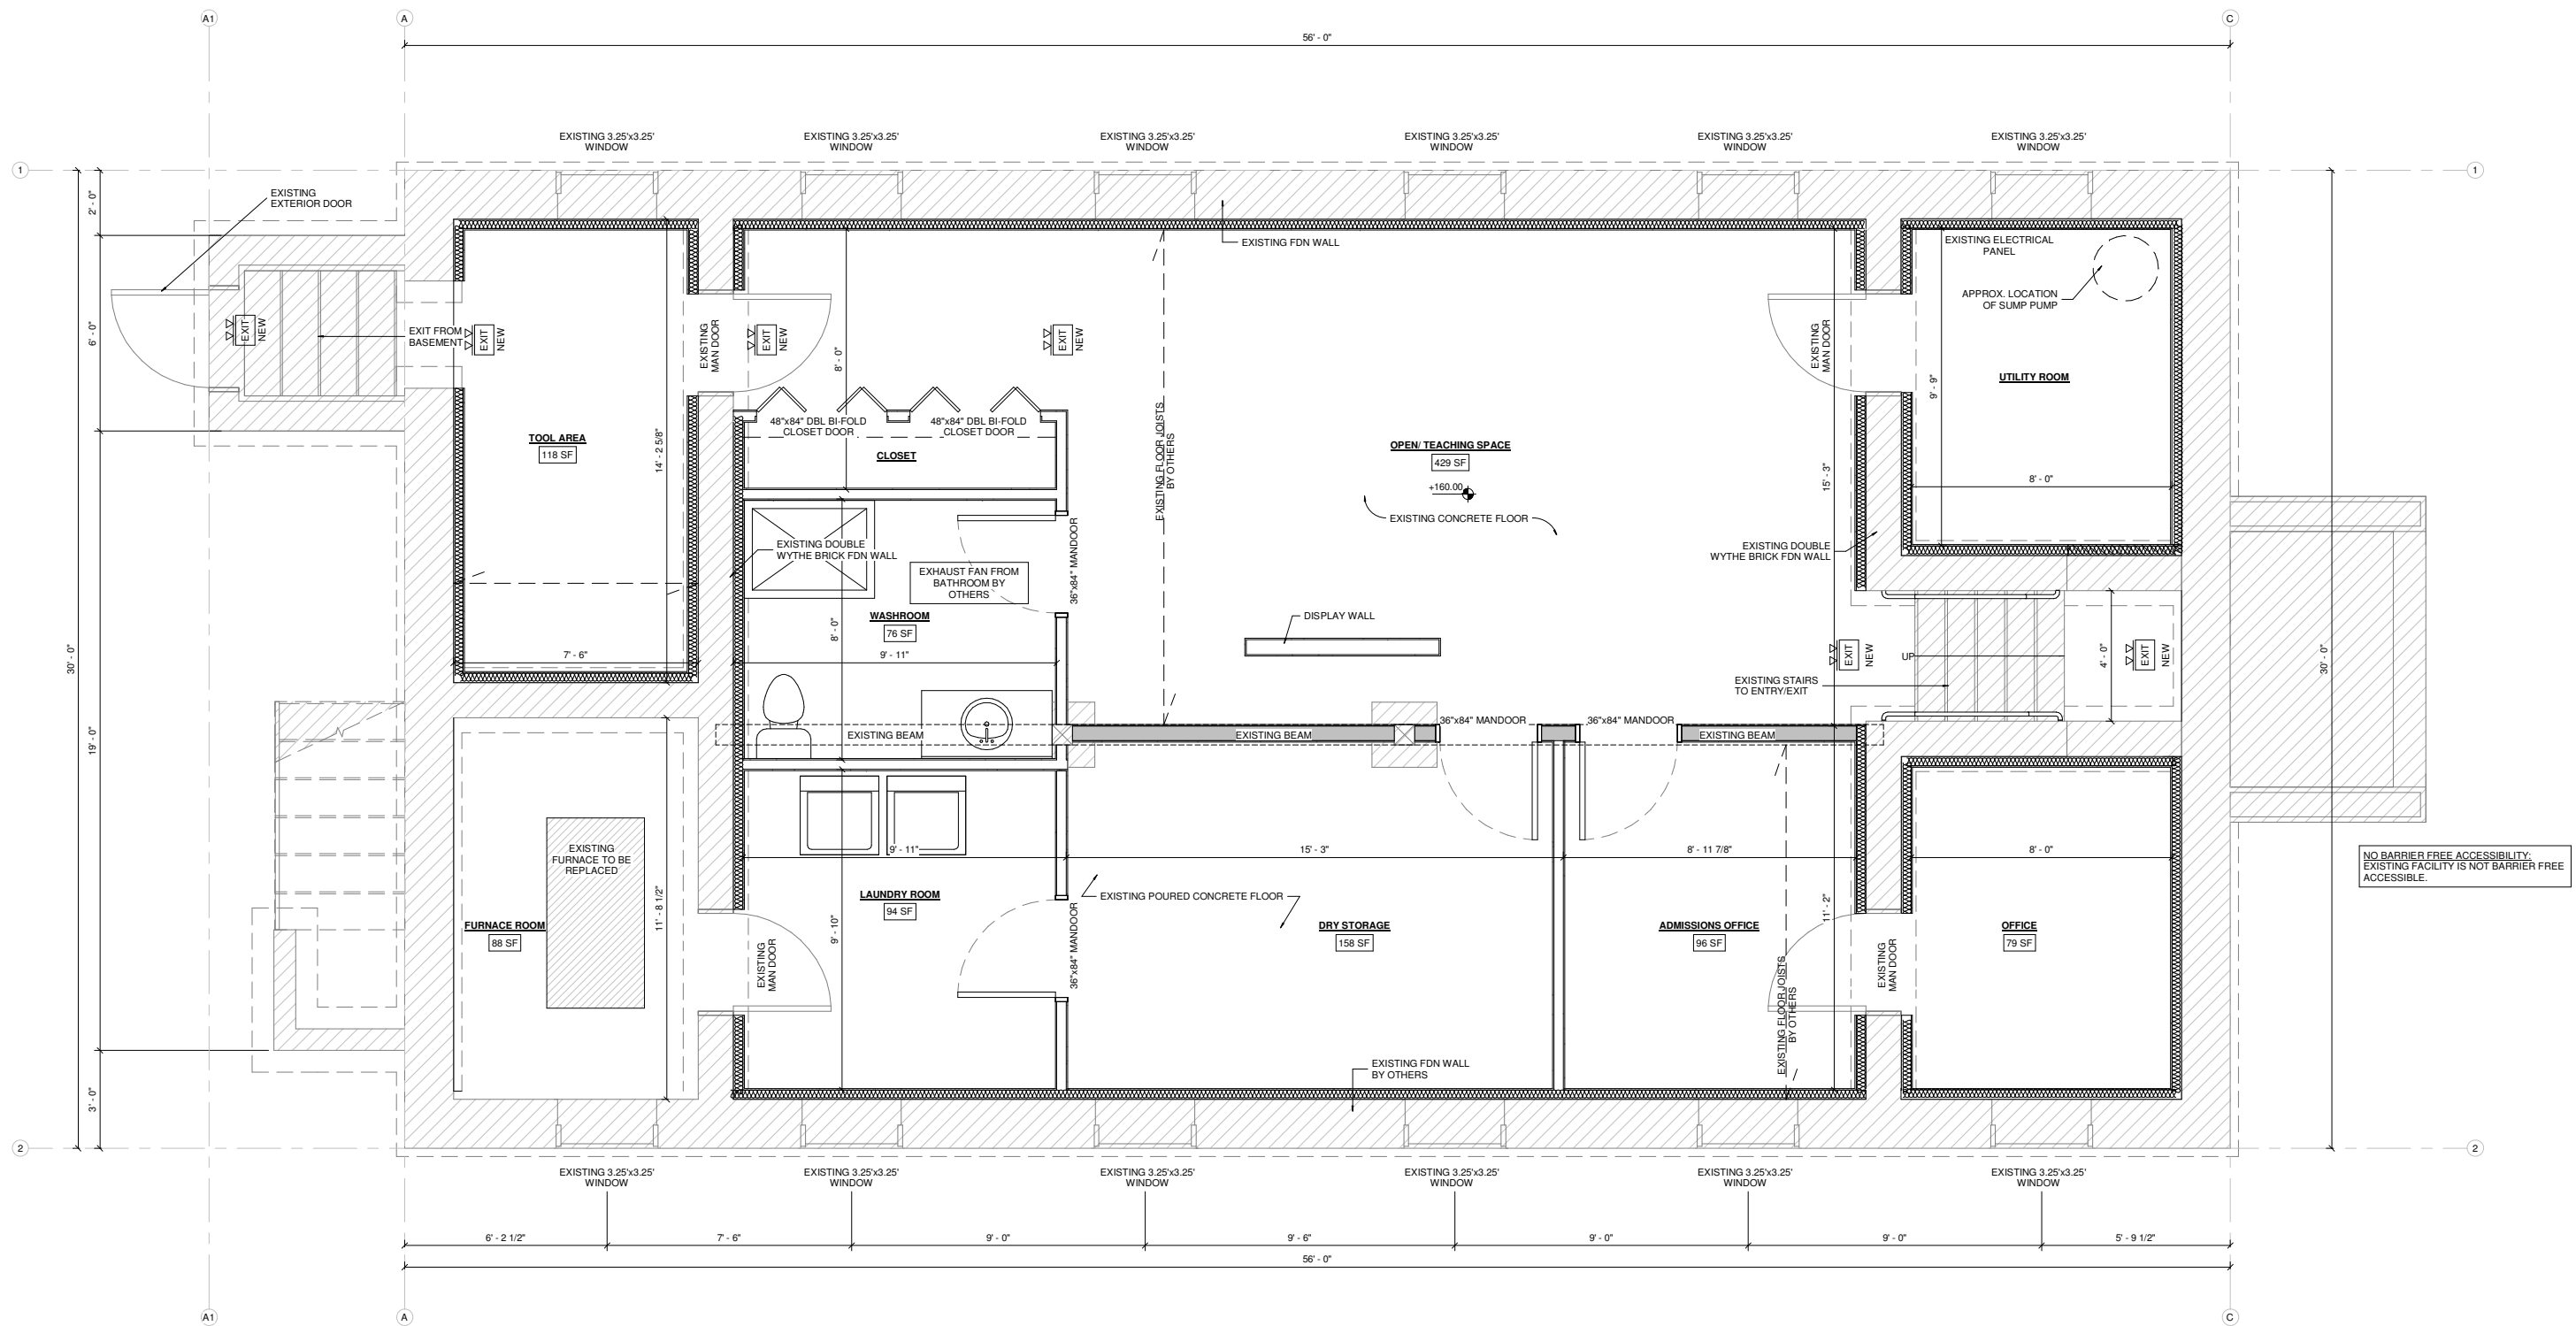 A1
A
C
56' - 0"
EXISTING 3.25'x3.25'
WINDOW
EXISTING 3.25'x3.25'
WINDOW
EXISTING 3.25'x3.25'
WINDOW
EXISTING 3.25'x3.25'
WINDOW
EXISTING 3.25'x3.25'
WINDOW
EXISTING 3.25'x3.25'
WINDOW
1
1
2' - 0"
EXISTING
EXTERIOR DOOR
EXISTING FDN WALL
EXISTING ELECTRICAL
PANEL
APPROX. LOCATION
OF SUMP PUMP
6' - 0"
EXIT
NEW
EXIT FROM
BASEMENT
EXIT
NEW
EXISTING
MAN DOOR
EXIT
NEW
8' - 0"
EXIT
NEW
EXISTING
MAN DOOR
UTILITY ROOM
9' - 9"
48"x84" DBL BI-FOLD
CLOSET DOOR
48"x84" DBL BI-FOLD
CLOSET DOOR
TOOL AREA
118 SF
14' - 2 5/8"
CLOSET
EXISTING FLOOR JOISTS
BY OTHERS
OPEN/ TEACHING SPACE
429 SF
+160.00
EXISTING CONCRETE FLOOR
15' - 3"
8' - 0"
EXISTING DOUBLE
WYTHE BRICK FDN WALL
EXISTING DOUBLE
WYTHE BRICK FDN WALL
EXHAUST FAN FROM
BATHROOM BY
OTHERS
36"x84" MANDOOR
WASHROOM
76 SF
8' - 0"
DISPLAY WALL
7' - 6"
9' - 11"
30' - 0"
EXIT
NEW
UP
4' - 0"
EXIT
NEW
30' - 0"
EXISTING STAIRS
TO ENTRY/EXIT
19' - 0"
EXISTING BEAM
EXISTING BEAM
36"x84" MANDOOR
36"x84" MANDOOR
EXISTING BEAM
EXISTING
FURNACE TO BE
REPLACED
9' - 11"
15' - 3"
8' - 11 7/8"
8' - 0"
NO BARRIER FREE ACCESSIBILITY:
EXISTING FACILITY IS NOT BARRIER FREE
ACCESSIBLE.
11' - 8 1/2"
LAUNDRY ROOM
94 SF
9' - 10"
EXISTING POURED CONCRETE FLOOR
11' - 2"
FURNACE ROOM
88 SF
EXISTING
MAN DOOR
36"x84" MANDOOR
DRY STORAGE
158 SF
ADMISSIONS OFFICE
96 SF
EXISTING FLOOR JOISTS
BY OTHERS
EXISTING
MAN DOOR
OFFICE
79 SF
EXISTING FDN WALL
BY OTHERS
3' - 0"
2
2
EXISTING 3.25'x3.25'
WINDOW
EXISTING 3.25'x3.25'
WINDOW
EXISTING 3.25'x3.25'
WINDOW
EXISTING 3.25'x3.25'
WINDOW
EXISTING 3.25'x3.25'
WINDOW
EXISTING 3.25'x3.25'
WINDOW
6' - 2 1/2"
7' - 6"
9' - 0"
9' - 6"
9' - 0"
9' - 0"
5' - 9 1/2"
56' - 0"
A1
A
C